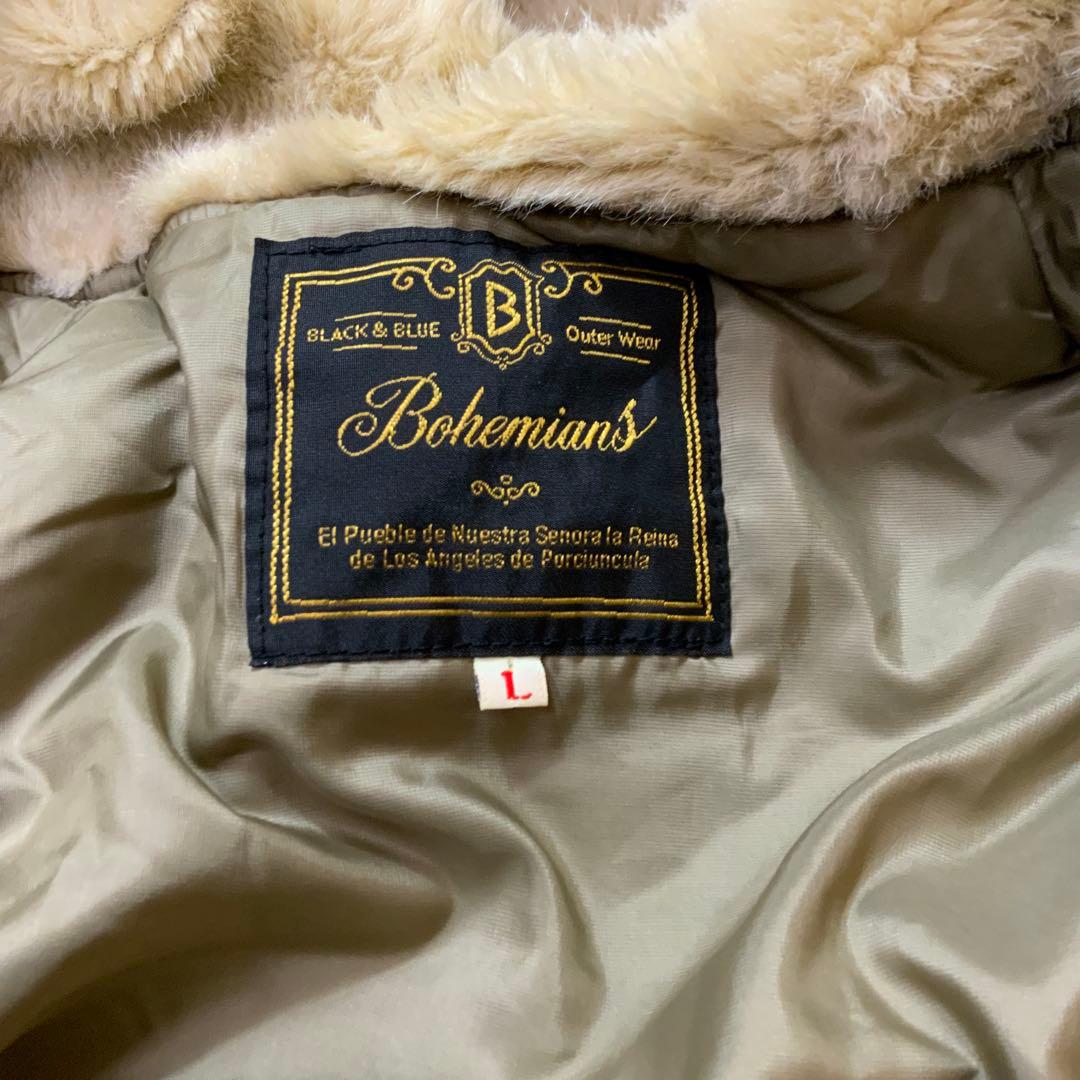 B
BLACK & BLUE
Outer Wear
Bohemians
El Pueble de Nuestra Senora la Reina
de Los Angeles de Porciuncula
L